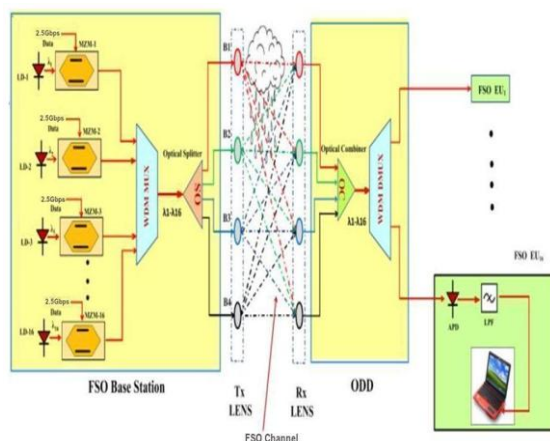 2.5Gbps
Data
MZM-1
LD-1
2.5Gbps
Data
MZM-2
LD-2
2.5Gbps
Data
MZM-3
LD-3
2.5Gbps
Data
MZM-16
LD-16
WDM MUX
Optical Splitter
OS
λ1-λ16
B1
B2
B3
B4
Optical Combiner
OC
λ1-λ16
WDM DMUX
FSO EU1
FSO EU16
APD
LPF
FSO Base Station
Tx
LENS
Rx
LENS
ODD
FSO Channel